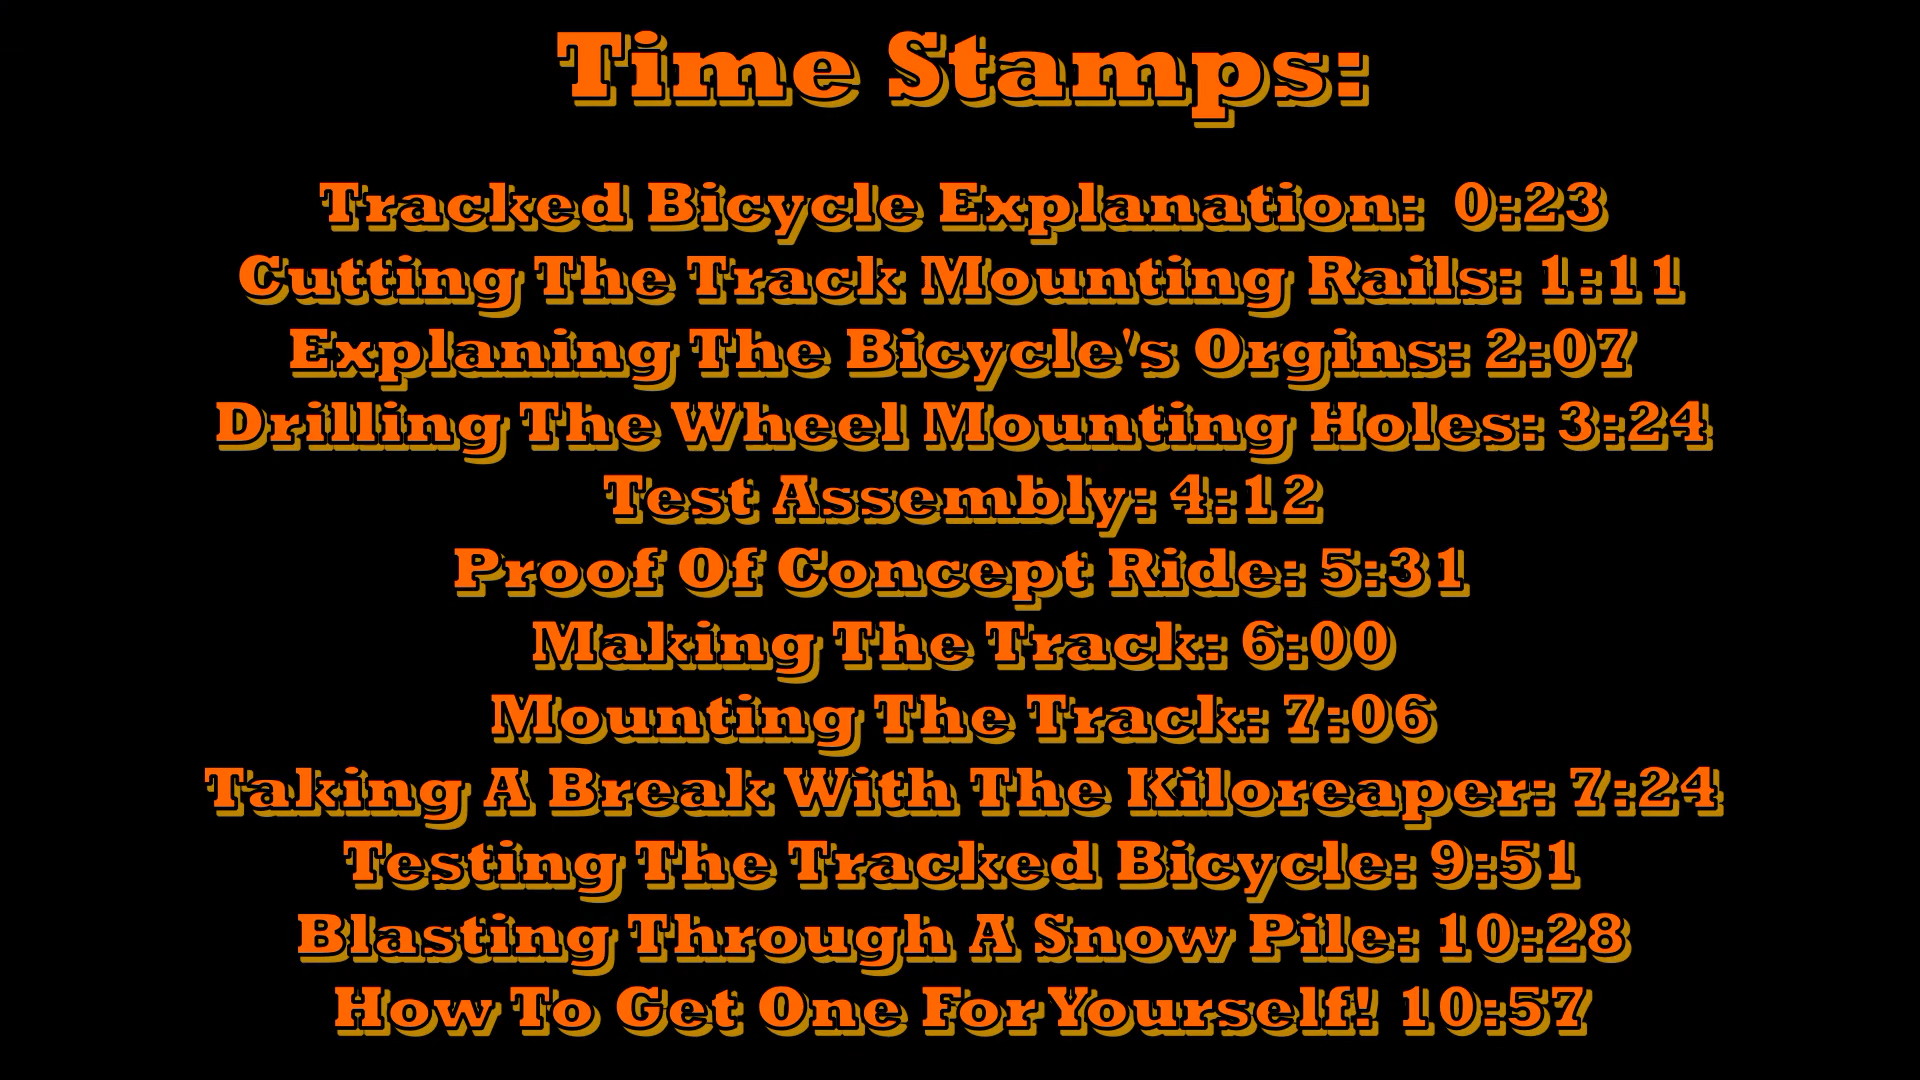 Time Stamps:
Tracked Bicycle Explanation: 0:23
Cutting The Track Mounting Rails: 1:11
Explaning The Bicycle's Orgins: 2:07
Drilling The Wheel Mounting Holes: 3:24
Test Assembly: 4:12
Proof Of Concept Ride: 5:31
Making The Track: 6:00
Mounting The Track: 7:06
Taking A Break With The Kiloreaper: 7:24
Testing The Tracked Bicycle: 9:51
Blasting Through A Snow Pile: 10:28
How To Get One For Yourself! 10:57